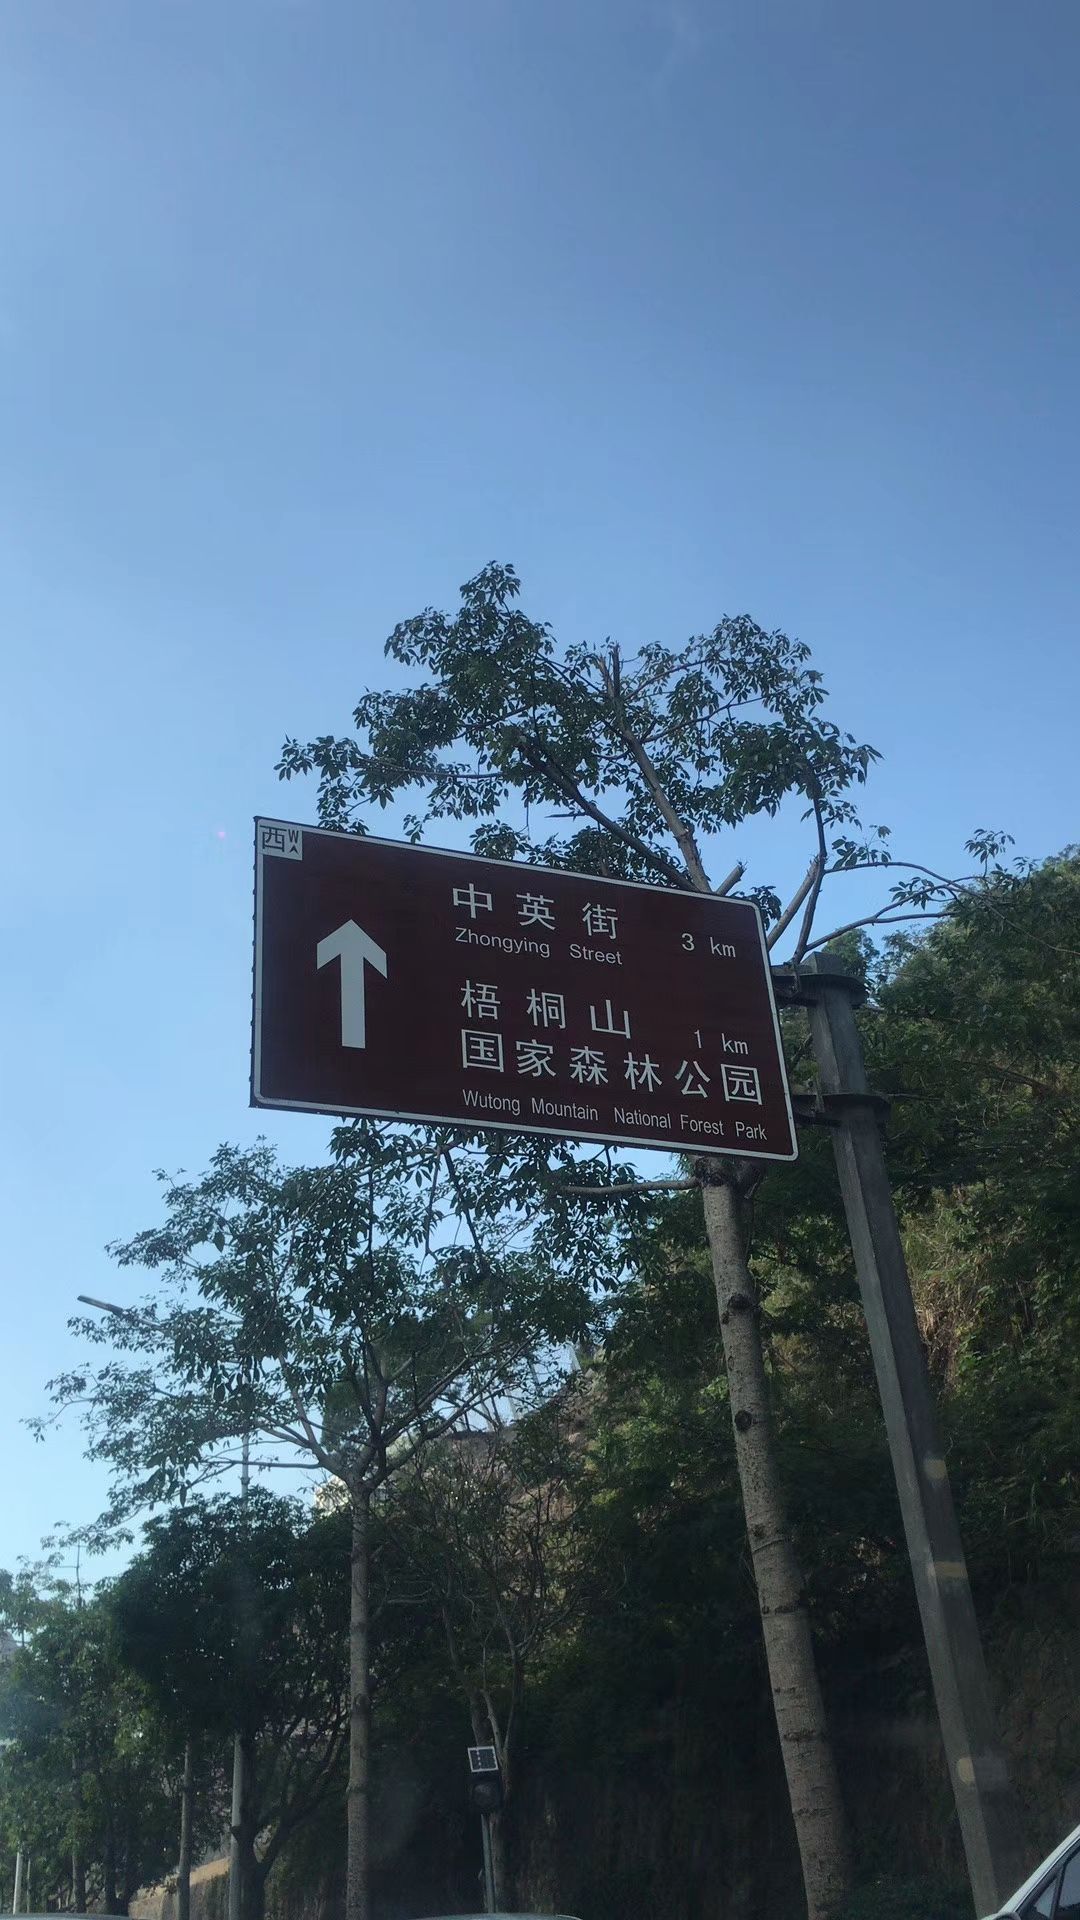 西 W
中英街
Zhongying Street 3 km
梧桐山 1 km
国家森林公园
Wutong Mountain National Forest Park